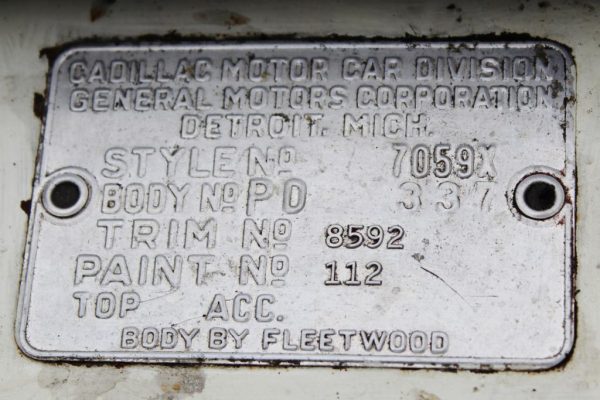 CADILLAC MOTOR CAR DIVISION
GENERAL MOTORS CORPORATION
DETROIT. MICH.
STYLE Nº 7059X
BODY Nº PD 337
TRIM Nº 8592
PAINT Nº 112
TOP ACC.
BODY BY FLEETWOOD